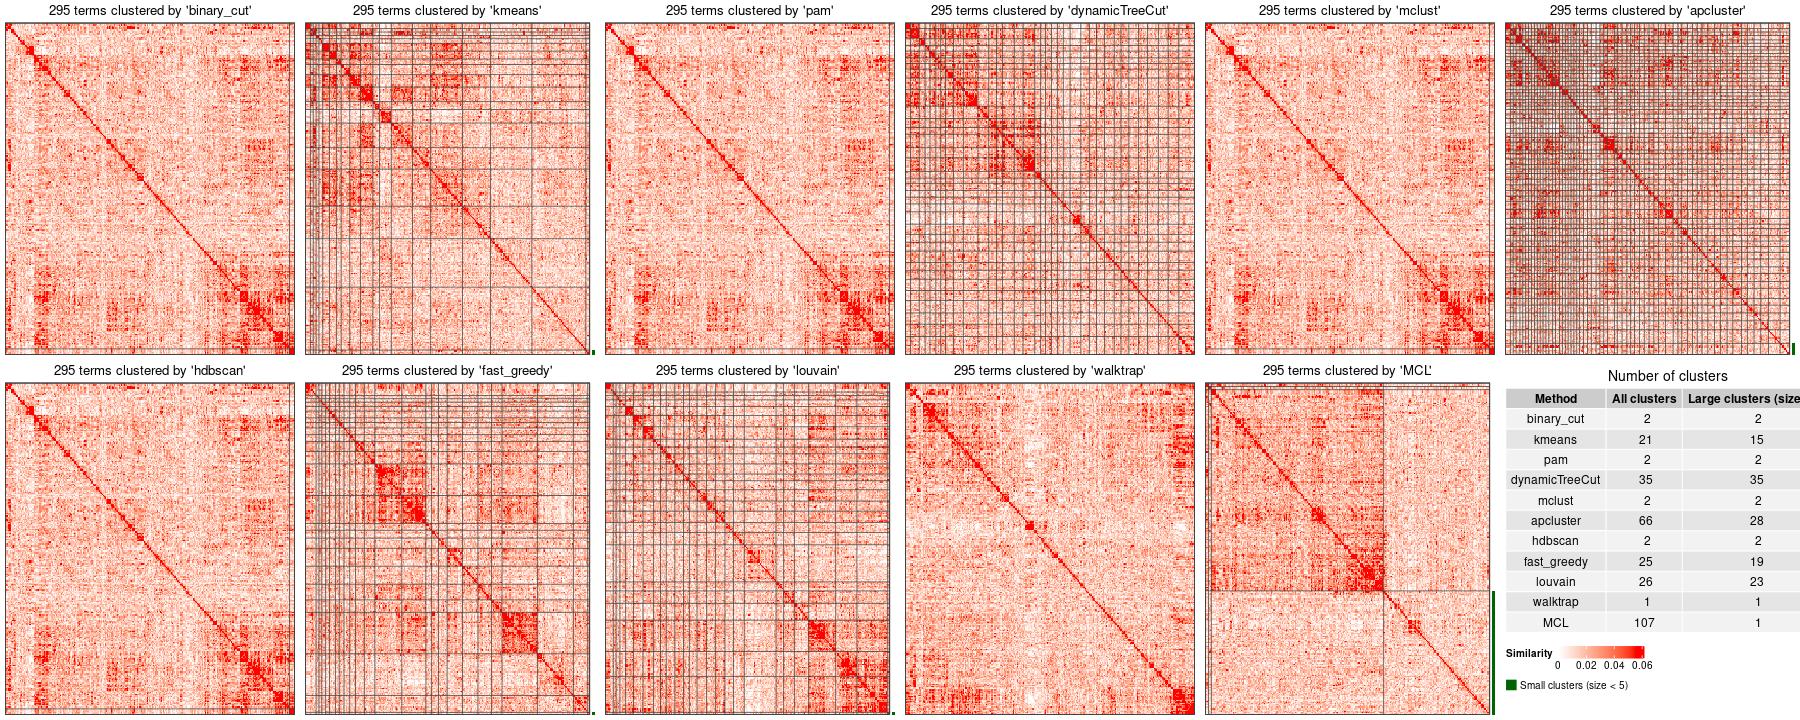 295 terms clustered by 'binary_cut'
295 terms clustered by 'kmeans'
295 terms clustered by 'pam'
295 terms clustered by 'dynamicTreeCut'
295 terms clustered by 'mclust'
295 terms clustered by 'apcluster'
295 terms clustered by 'hdbscan'
295 terms clustered by 'fast_greedy'
295 terms clustered by 'louvain'
295 terms clustered by 'walktrap'
295 terms clustered by 'MCL'
Number of clusters
Method All clusters Large clusters (size
binary_cut 2 2
kmeans 21 15
pam 2 2
dynamicTreeCut 35 35
mclust 2 2
apcluster 66 28
hdbscan 2 2
fast_greedy 25 19
louvain 26 23
walktrap 1 1
MCL 107 1
Similarity
0 0.02 0.04 0.06
Small clusters (size < 5)